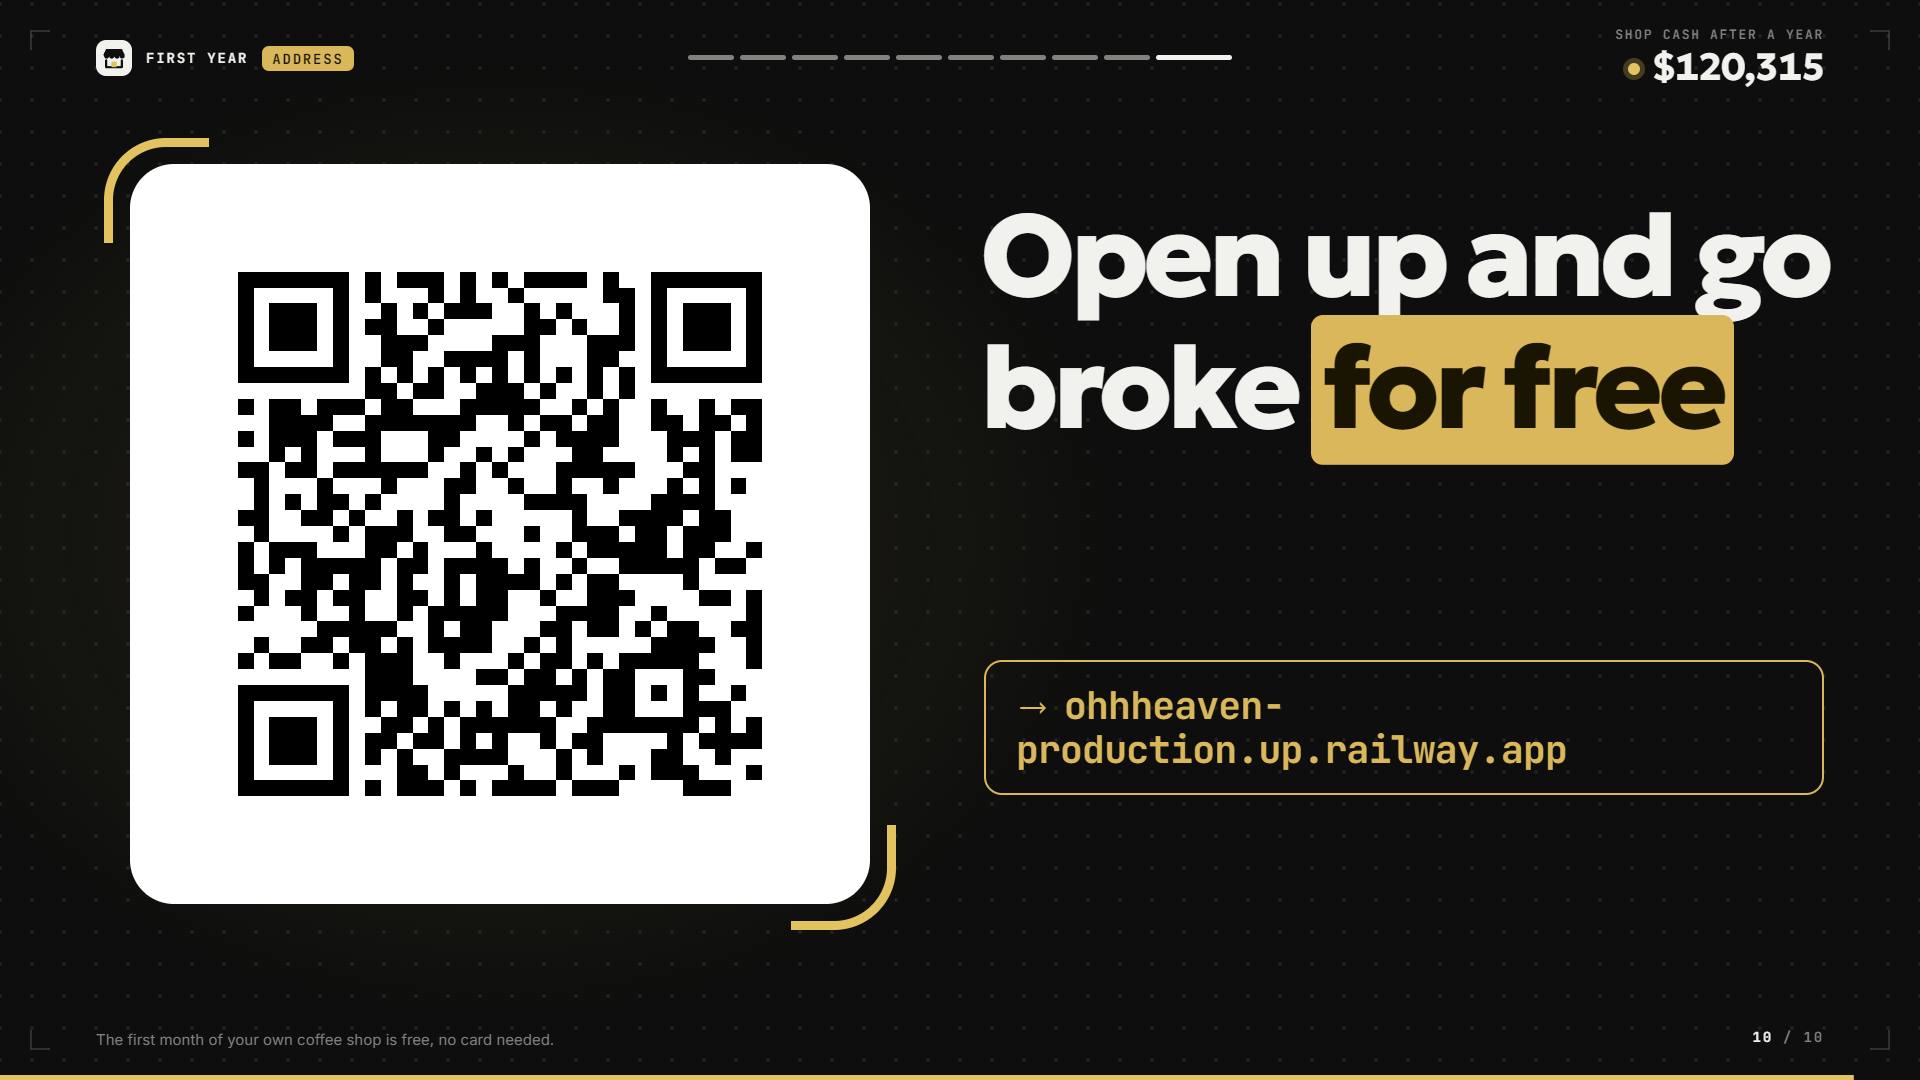 FIRST YEAR ADDRESS
SHOP CASH AFTER A YEAR
$120,315
Open up and go
broke for free
→ ohhheaven-
production.up.railway.app
The first month of your own coffee shop is free, no card needed.
10 / 10